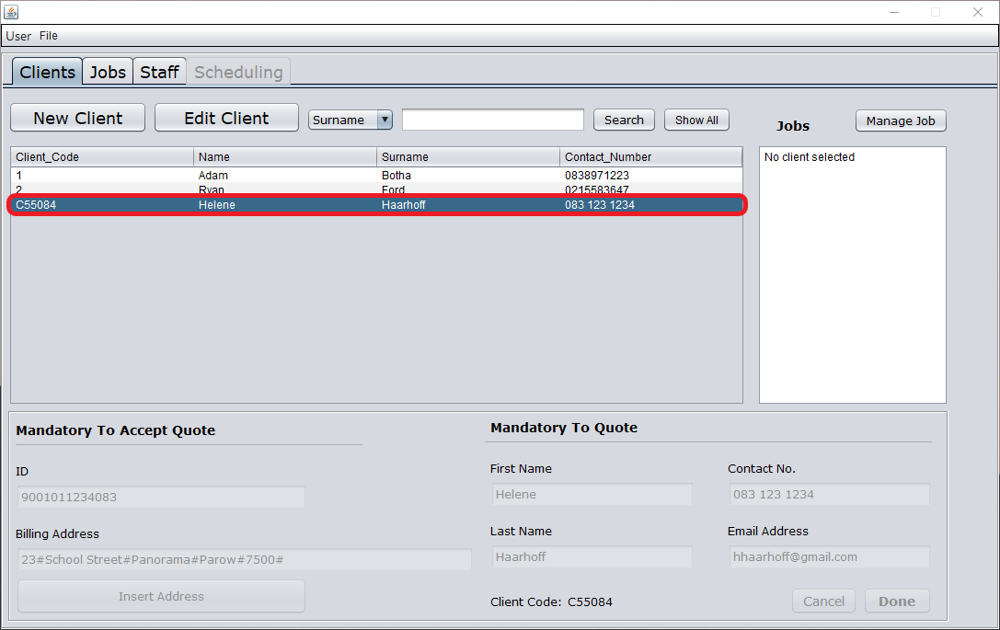 User File
Clients Jobs Staff Scheduling
New Client Edit Client Surname Search Show All Jobs Manage Job
Client_Code Name Surname Contact_Number No client selected
1 Adam Botha 0838971223
2 Ryan Ford 0215583647
C55084 Helene Haarhoff 083 123 1234
Mandatory To Accept Quote
ID
9001011234083
Billing Address
23#School Street#Panorama#Parow#7500#
Insert Address
Mandatory To Quote
First Name Contact No.
Helene 083 123 1234
Last Name Email Address
Haarhoff hhaarhoff@gmail.com
Client Code: C55084 Cancel Done